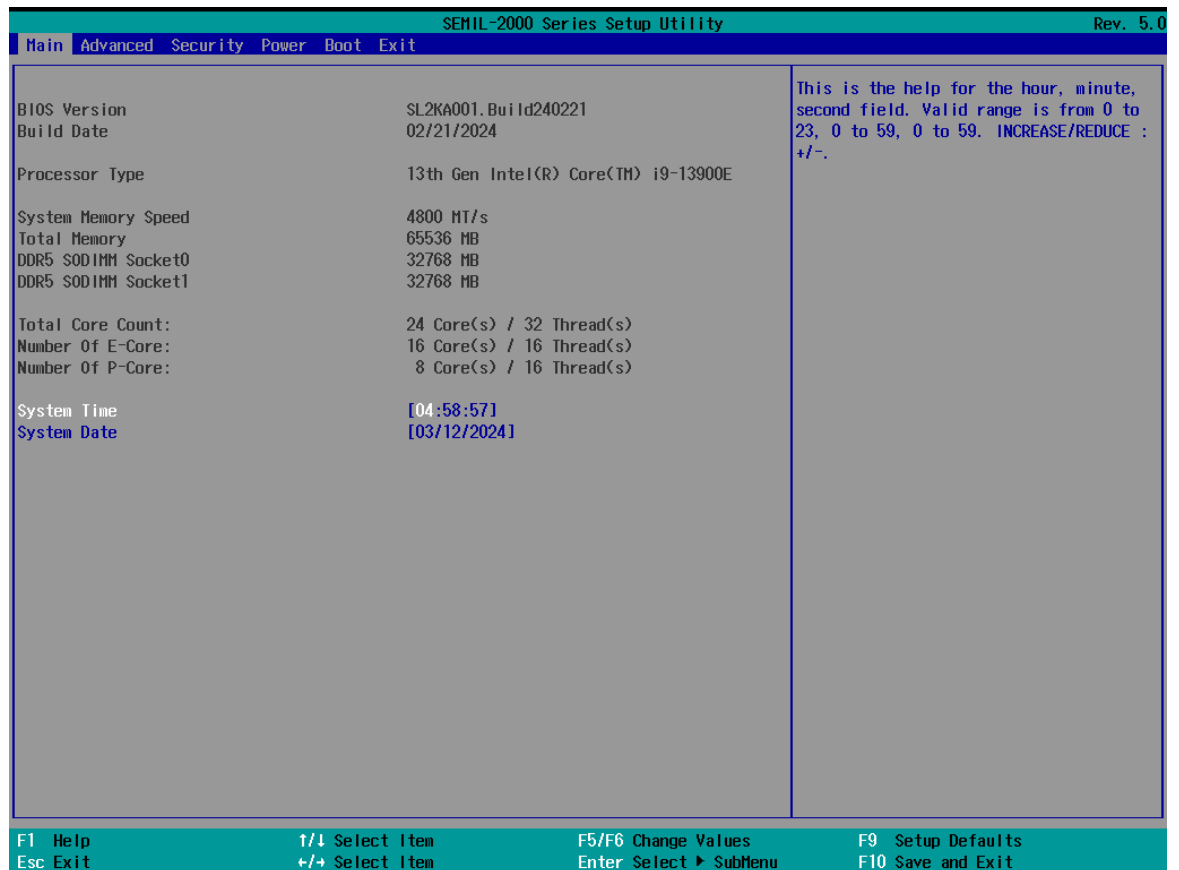 SEMIL-2000 Series Setup Utility Rev. 5.0
Main Advanced Security Power Boot Exit
BIOS Version SL2KA001.Build240221
Build Date 02/21/2024
Processor Type 13th Gen Intel(R) Core(TM) i9-13900E
System Memory Speed 4800 MT/s
Total Memory 65536 MB
DDR5 SODIMM Socket0 32768 MB
DDR5 SODIMM Socket1 32768 MB
Total Core Count: 24 Core(s) / 32 Thread(s)
Number Of E-Core: 16 Core(s) / 16 Thread(s)
Number Of P-Core: 8 Core(s) / 16 Thread(s)
System Time [04:58:57]
System Date [03/12/2024]
This is the help for the hour, minute,
second field. Valid range is from 0 to
23, 0 to 59, 0 to 59. INCREASE/REDUCE :
+/-.
F1 Help ↑/↓ Select Item F5/F6 Change Values F9 Setup Defaults
Esc Exit ←/→ Select Item Enter Select ▶ SubMenu F10 Save and Exit